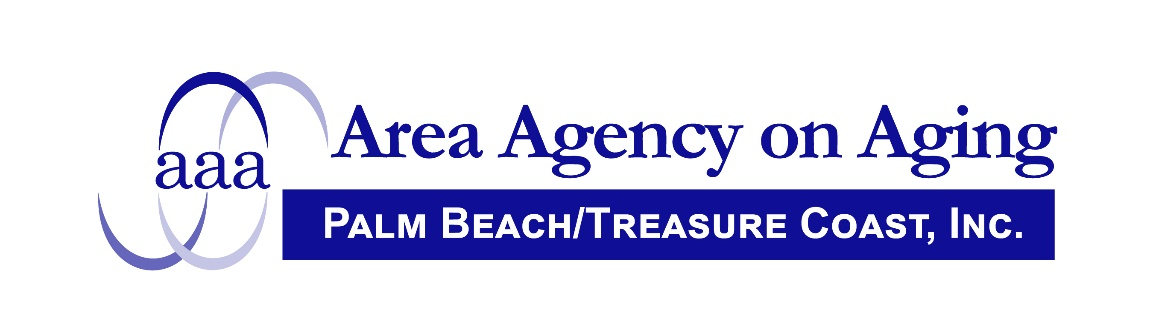 aaa
Area Agency on Aging
Palm Beach/Treasure Coast, Inc.